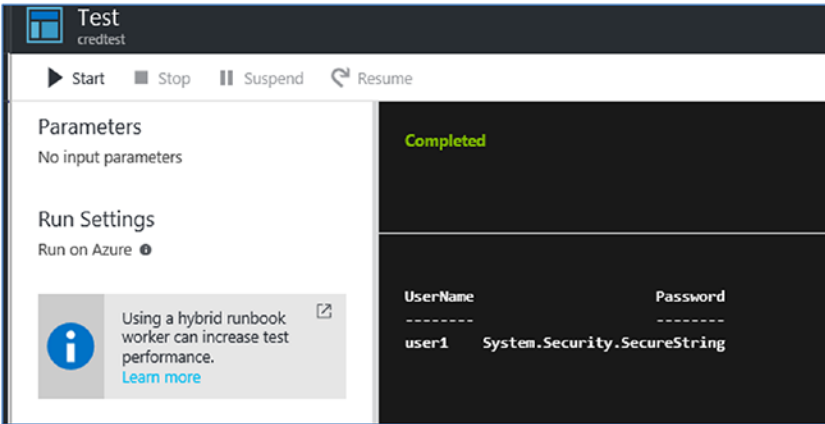 Test
credtest
Start Stop Suspend Resume
Parameters
No input parameters
Run Settings
Run on Azure
Using a hybrid runbook
worker can increase test
performance.
Learn more
Completed
UserName Password
-------- --------
user1 System.Security.SecureString